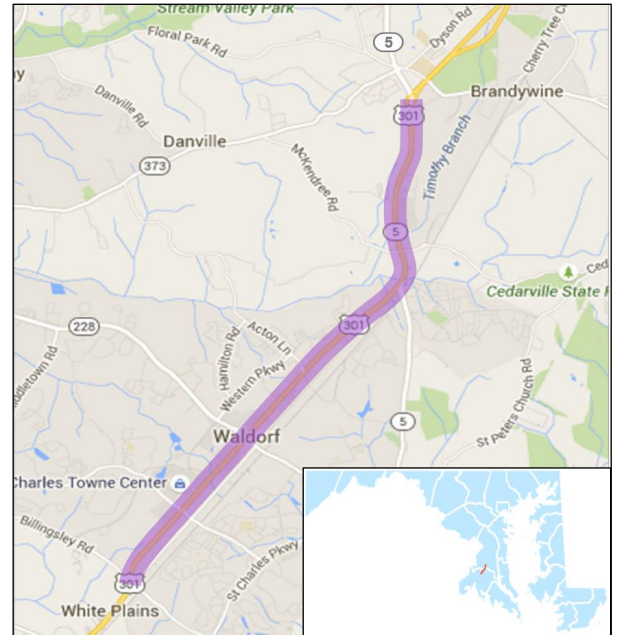 Stream Valley Park
Floral Park Rd
5
Dyson Rd
Cherry Tree C
Brandywine
301
Danville Rd
Danville
373
McKendree Rd
Timothy Branch
5
Ced
Cedarville State
301
228
Acton Ln
Hamilton Rd
Western Pkwy
St Peters Church Rd
5
Waldorf
Charles Towne Center
Billingsley Rd
St Charles Pkwy
301
White Plains